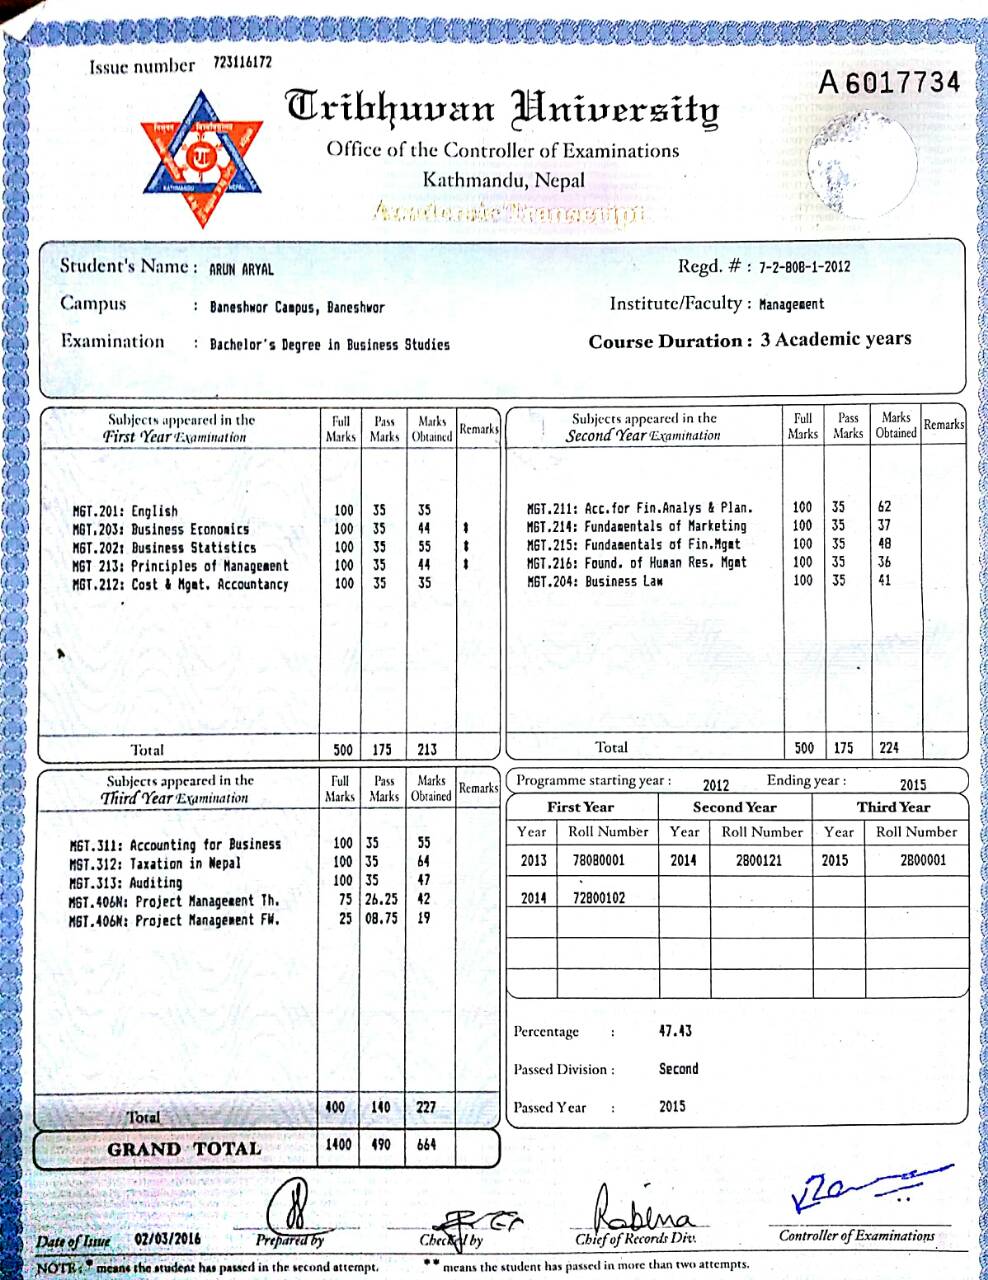 Issue number 723116172
A 6017734
Tribhuvan University
Office of the Controller of Examinations
Kathmandu, Nepal
Academic Transcript
KATHMANDU NEPAL
Student's Name : ARUN ARYAL
Regd. # : 7-2-808-1-2012
Campus : Baneshwor Campus, Baneshwor
Institute/Faculty : Management
Examination : Bachelor's Degree in Business Studies
Course Duration : 3 Academic years
Subjects appeared in the First Year Examination Full Marks Pass Marks Marks Obtained Remarks
MGT.201: English 100 35 35
MGT.203: Business Economics 100 35 44 *
MGT.202: Business Statistics 100 35 55 *
MGT 213: Principles of Management 100 35 44 *
MGT.212: Cost & Mgmt. Accountancy 100 35 35
Total 500 175 213
Subjects appeared in the Second Year Examination Full Marks Pass Marks Marks Obtained Remarks
MGT.211: Acc.for Fin.Analys & Plan. 100 35 62
MGT.214: Fundamentals of Marketing 100 35 37
MGT.215: Fundamentals of Fin.Mgmt 100 35 48
MGT.216: Found. of Human Res. Mgmt 100 35 36
MGT.204: Business Law 100 35 41
Total 500 175 224
Subjects appeared in the Third Year Examination Full Marks Pass Marks Marks Obtained Remarks
MGT.311: Accounting for Business 100 35 55
MGT.312: Taxation in Nepal 100 35 64
MGT.313: Auditing 100 35 47
MGT.406N: Project Management Th. 75 26.25 42
MGT.406N: Project Management FW. 25 08.75 19
Total 400 140 227
GRAND TOTAL 1400 490 664
Programme starting year : 2012 Ending year : 2015
First Year Second Year Third Year
Year Roll Number Year Roll Number Year Roll Number
2013 78080001 2014 2800121 2015 2800001
2014 72800102
Percentage : 47.43
Passed Division : Second
Passed Year : 2015
Rabina
Date of Issue 02/03/2016
Prepared by
Checked by
Chief of Records Div.
Controller of Examinations
NOTE: * means the student has passed in the second attempt. ** means the student has passed in more than two attempts.